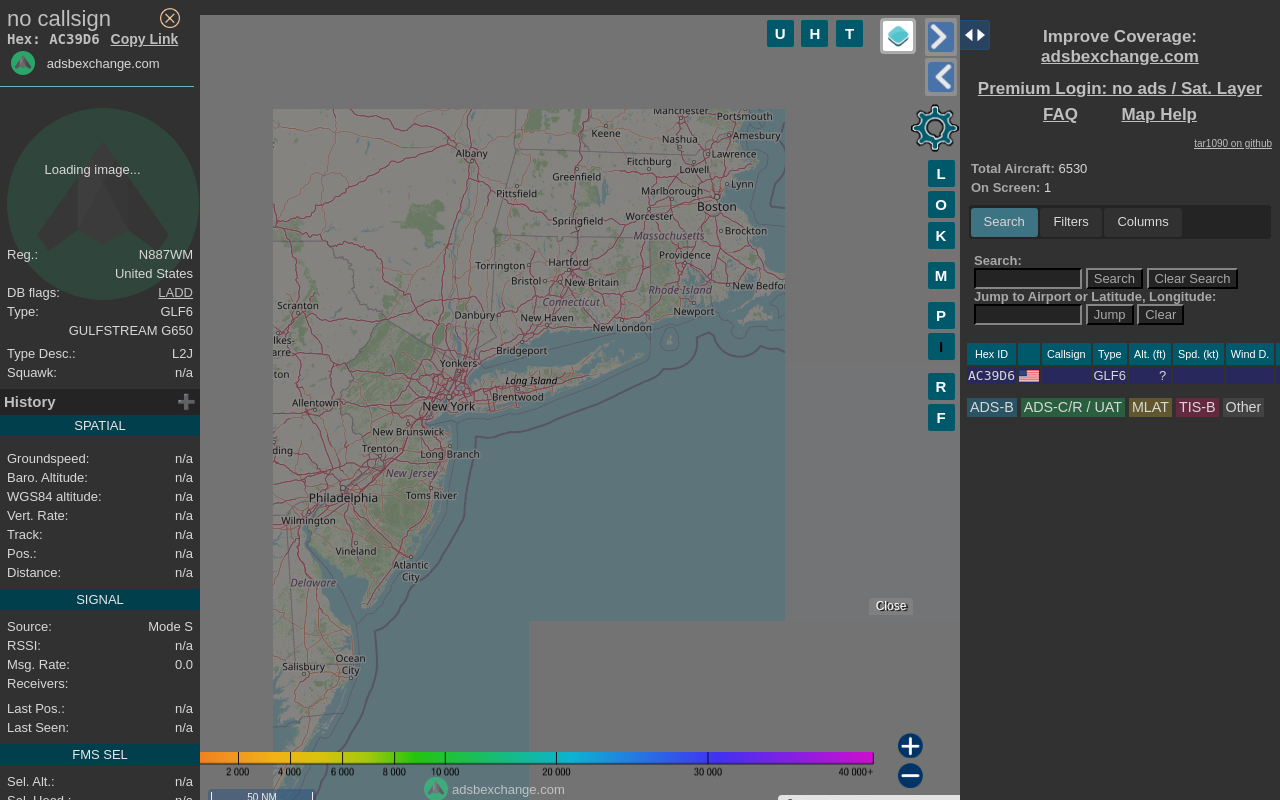 no callsign
Hex: AC39D6 Copy Link
adsbexchange.com
Loading image...
Reg.: N887WM
United States
DB flags: LADD
Type: GLF6
GULFSTREAM G650
Type Desc.: L2J
Squawk: n/a
History
SPATIAL
Groundspeed: n/a
Baro. Altitude: n/a
WGS84 altitude: n/a
Vert. Rate: n/a
Track: n/a
Pos.: n/a
Distance: n/a
SIGNAL
Source: Mode S
RSSI: n/a
Msg. Rate: 0.0
Receivers:
Last Pos.: n/a
Last Seen: n/a
FMS SEL
Sel. Alt.: n/a
U H T
L
O
K
M
P
I
R
F
Manchester
Portsmouth
Keene
Nashua
Amesbury
Albany
Fitchburg
Lawrence
Greenfield
Lowell
Pittsfield
Marlborough
Lynn
Springfield
Worcester
Boston
Massachusetts
Brockton
Torrington
Hartford
Providence
Bristol
New Britain
Rhode Island
New Bedfor
Scranton
Connecticut
Danbury
New Haven
New London
Newport
lkes-
arre
Bridgeport
Yonkers
ton
Long Island
Allentown
New York
Brentwood
New Brunswick
ding
Trenton
Long Branch
New Jersey
Philadelphia
Toms River
Wilmington
Vineland
Atlantic
City
Delaware
Close
Salisbury
Ocean
City
2 000 4 000 6 000 8 000 10 000 20 000 30 000 40 000+
adsbexchange.com
50 NM
Improve Coverage:
adsbexchange.com
Premium Login: no ads / Sat. Layer
FAQ Map Help
tar1090 on github
Total Aircraft: 6530
On Screen: 1
Search Filters Columns
Search:
Search Clear Search
Jump to Airport or Latitude, Longitude:
Jump Clear
Hex ID Callsign Type Alt. (ft) Spd. (kt) Wind D.
AC39D6 GLF6 ?
ADS-B ADS-C/R / UAT MLAT TIS-B Other